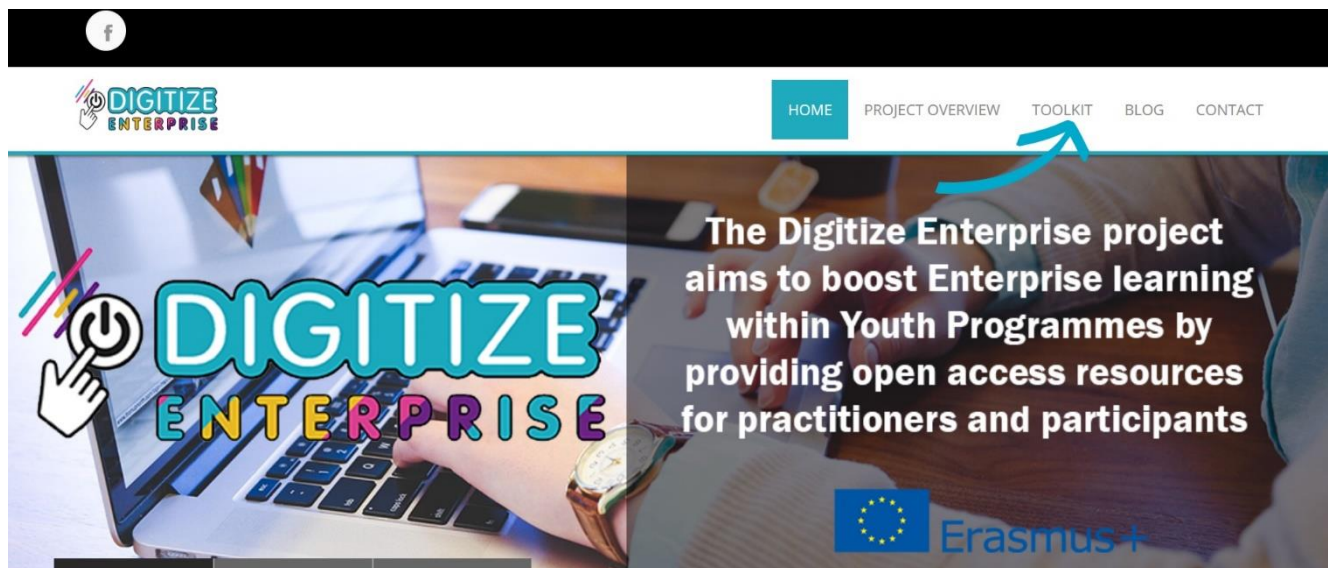 f
DIGITIZE
ENTERPRISE
HOME PROJECT OVERVIEW TOOLKIT BLOG CONTACT
DIGITIZE
ENTERPRISE
The Digitize Enterprise project
aims to boost Enterprise learning
within Youth Programmes by
providing open access resources
for practitioners and participants
Erasmus+